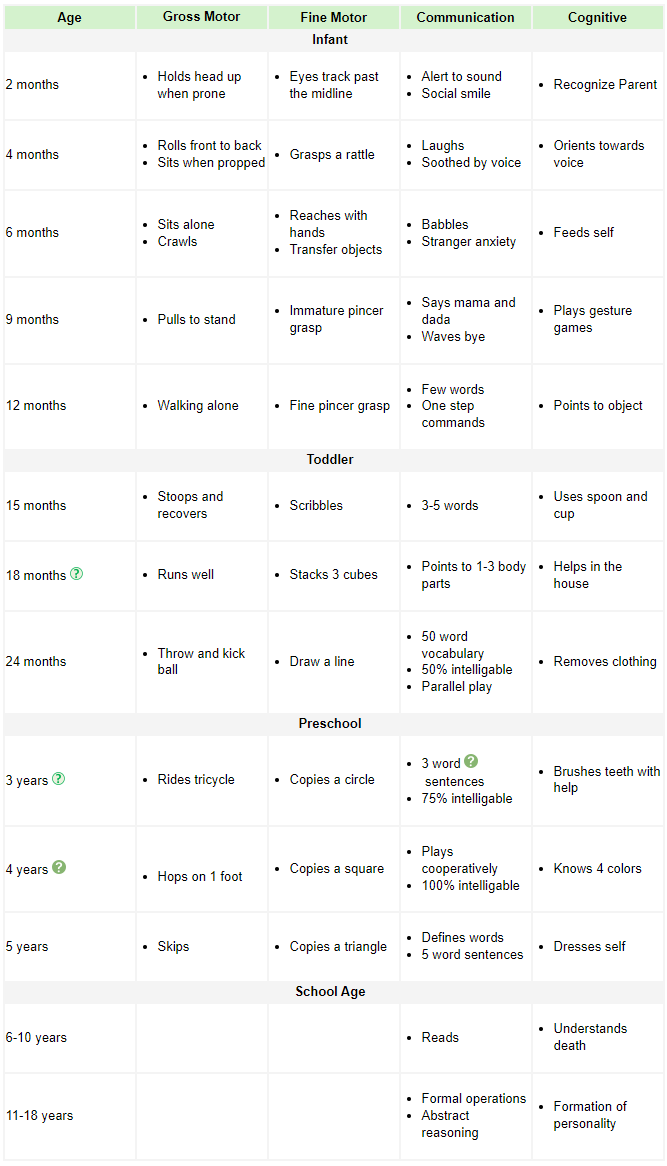 Age Gross Motor Fine Motor Communication Cognitive
Infant
2 months
• Holds head up
when prone
• Eyes track past
the midline
• Alert to sound
• Social smile
• Recognize Parent
4 months
• Rolls front to back
• Sits when propped
• Grasps a rattle
• Laughs
• Soothed by voice
• Orients towards
voice
6 months
• Sits alone
• Crawls
• Reaches with
hands
• Transfer objects
• Babbles
• Stranger anxiety
• Feeds self
9 months
• Pulls to stand
• Immature pincer
grasp
• Says mama and
dada
• Waves bye
• Plays gesture
games
12 months
• Walking alone
• Fine pincer grasp
• Few words
• One step
commands
• Points to object
Toddler
15 months
• Stoops and
recovers
• Scribbles
• 3-5 words
• Uses spoon and
cup
18 months ?
• Runs well
• Stacks 3 cubes
• Points to 1-3 body
parts
• Helps in the
house
24 months
• Throw and kick
ball
• Draw a line
• 50 word
vocabulary
• 50% intelligable
• Parallel play
• Removes clothing
Preschool
3 years ?
• Rides tricycle
• Copies a circle
• 3 word ?
sentences
• 75% intelligable
• Brushes teeth with
help
4 years ?
• Hops on 1 foot
• Copies a square
• Plays
cooperatively
• 100% intelligable
• Knows 4 colors
5 years
• Skips
• Copies a triangle
• Defines words
• 5 word sentences
• Dresses self
School Age
6-10 years
• Reads
• Understands
death
11-18 years
• Formal operations
• Abstract
reasoning
• Formation of
personality